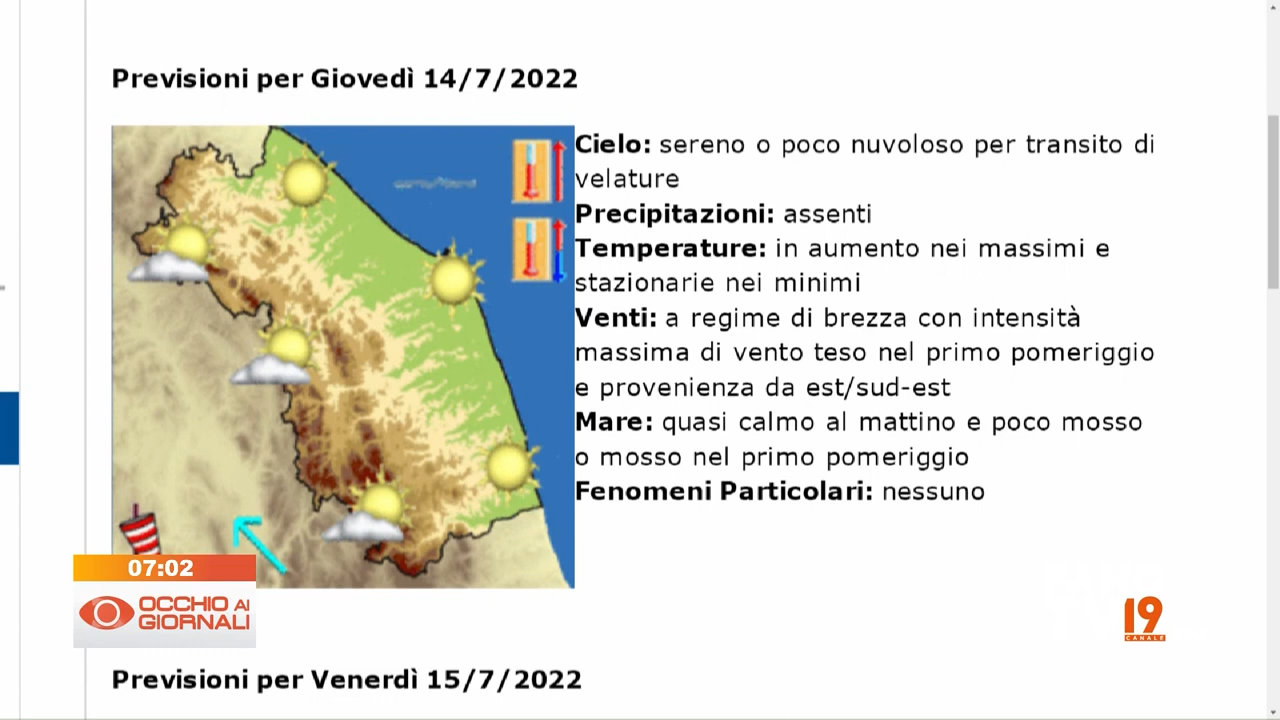 Previsioni per Giovedì 14/7/2022
Cielo: sereno o poco nuvoloso per transito di
velature
Precipitazioni: assenti
Temperature: in aumento nei massimi e
stazionarie nei minimi
Venti: a regime di brezza con intensità
massima di vento teso nel primo pomeriggio
e provenienza da est/sud-est
Mare: quasi calmo al mattino e poco mosso
o mosso nel primo pomeriggio
Fenomeni Particolari: nessuno
07:02
OCCHIO AI
GIORNALI
19
CANALE
Previsioni per Venerdì 15/7/2022